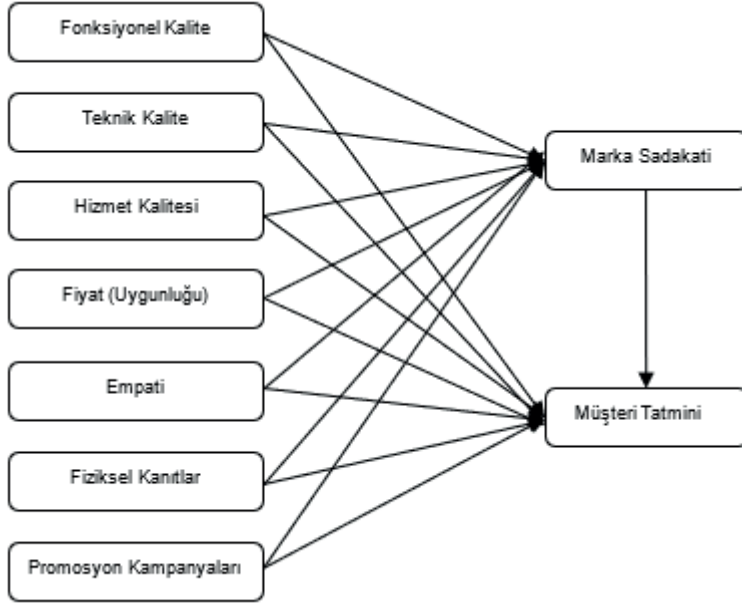 Fonksiyonel Kalite
Teknik Kalite
Hizmet Kalitesi
Fiyat (Uygunluğu)
Empati
Fiziksel Kanıtlar
Promosyon Kampanyaları
Marka Sadakati
Müşteri Tatmini